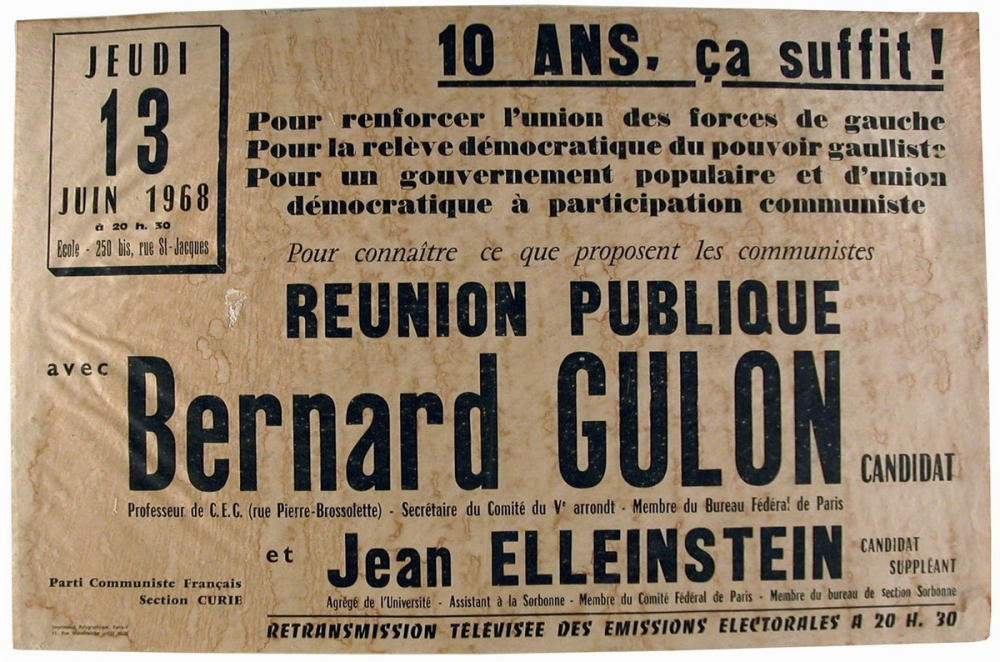 JEUDI
13
JUIN 1968
à 20 h. 30
Ecole - 250 bis, rue St-Jacques
10 ANS, ça suffit !
Pour renforcer l'union des forces de gauche
Pour la relève démocratique du pouvoir gaulliste
Pour un gouvernement populaire et d'union
démocratique à participation communiste
Pour connaître ce que proposent les communistes
REUNION PUBLIQUE
avec
Bernard GULON
CANDIDAT
Professeur de C.E.G. (rue Pierre-Brossolette) - Secrétaire du Comité du Ve arrondt - Membre du Bureau Fédéral de Paris
et Jean ELLEINSTEIN
CANDIDAT
SUPPLÉANT
Agrégé de l'Université - Assistant à la Sorbonne - Membre du Comité Fédéral de Paris - Membre du bureau de section Sorbonne
Parti Communiste Français
Section CURIE
RETRANSMISSION TÉLÉVISÉE DES EMISSIONS ELECTORALES A 20 H. 30